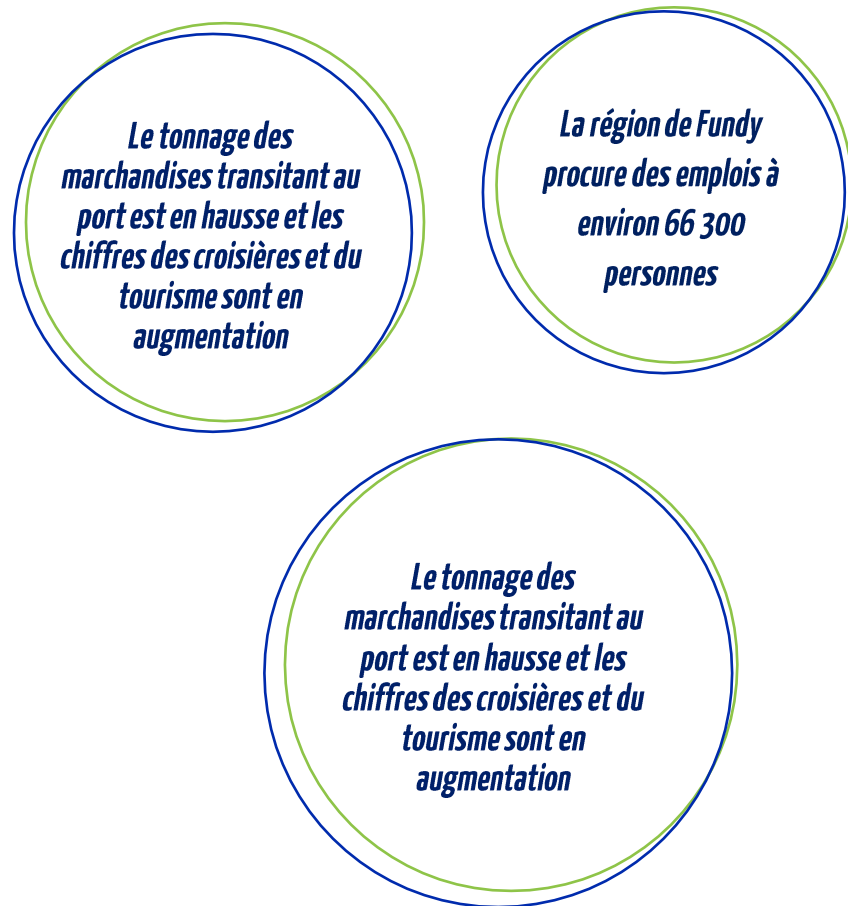 Le tonnage des
marchandises transitant au
port est en hausse et les
chiffres des croisières et du
tourisme sont en
augmentation
La région de Fundy
procure des emplois à
environ 66 300
personnes
Le tonnage des
marchandises transitant au
port est en hausse et les
chiffres des croisières et du
tourisme sont en
augmentation